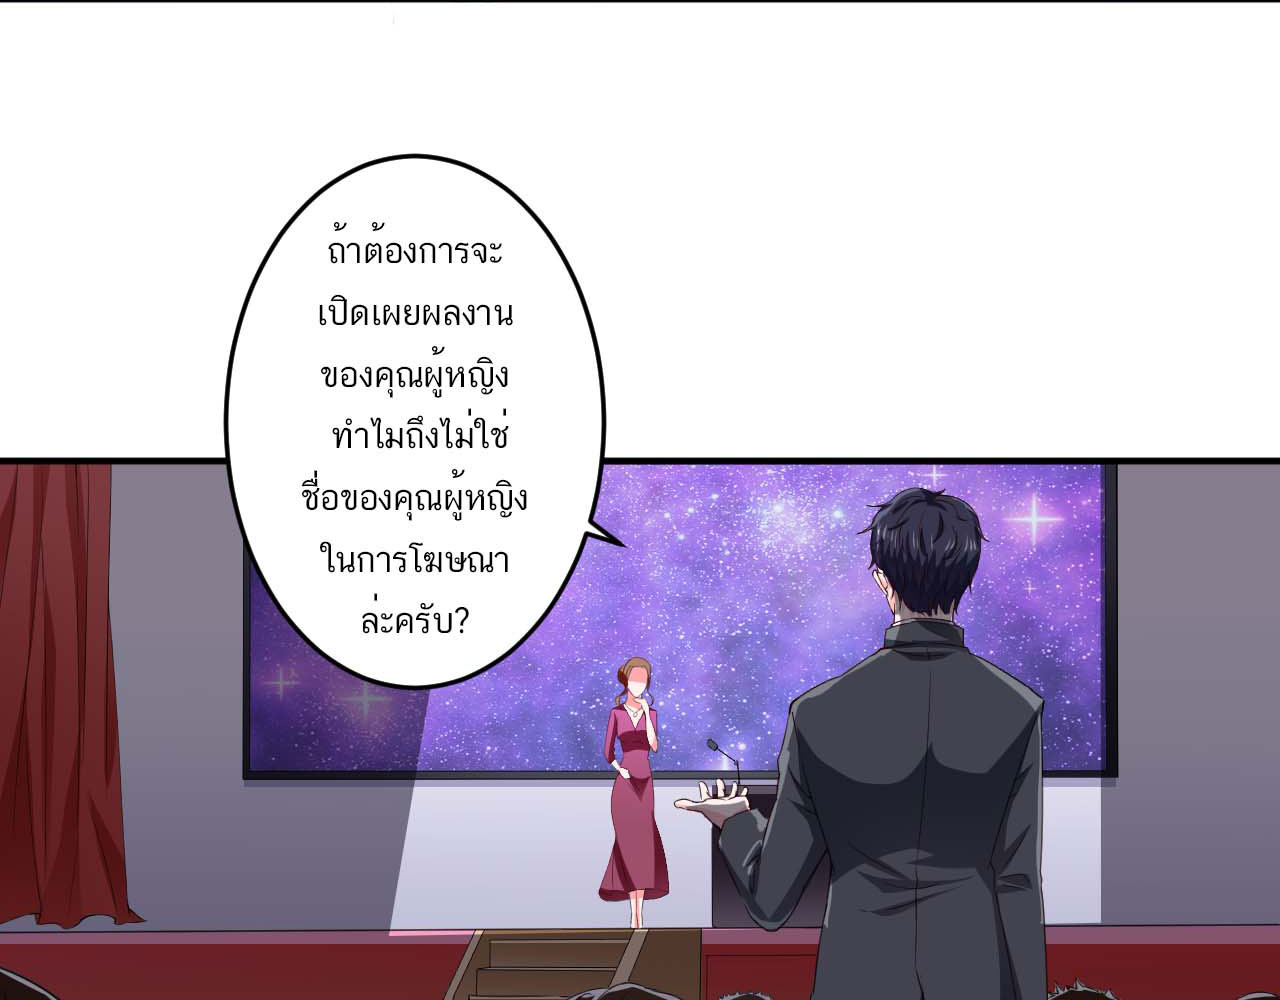 ถ้าต้องการจะ
เปิดเผยผลงาน
ของคุณผู้หญิง
ทำไมถึงไม่ใช่
ชื่อของคุณผู้หญิง
ในการโฆษณา
ล่ะครับ?